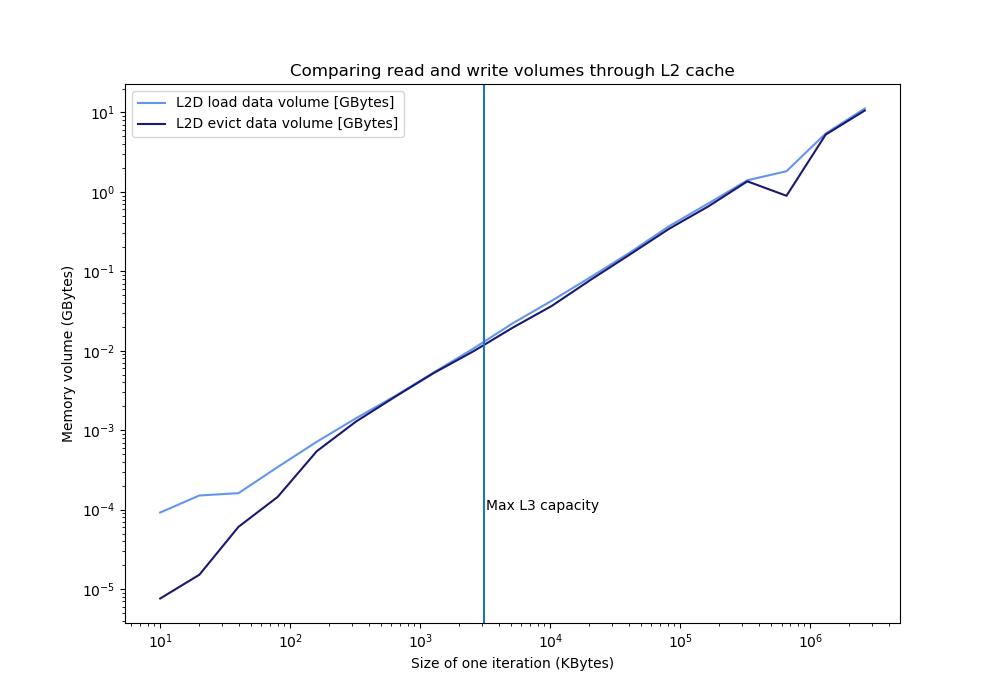 Comparing read and write volumes through L2 cache
L2D load data volume [GBytes]
L2D evict data volume [GBytes]
10¹
10⁰
10⁻¹
10⁻²
10⁻³
10⁻⁴
10⁻⁵
Memory volume (GBytes)
Max L3 capacity
10¹ 10² 10³ 10⁴ 10⁵ 10⁶
Size of one iteration (KBytes)